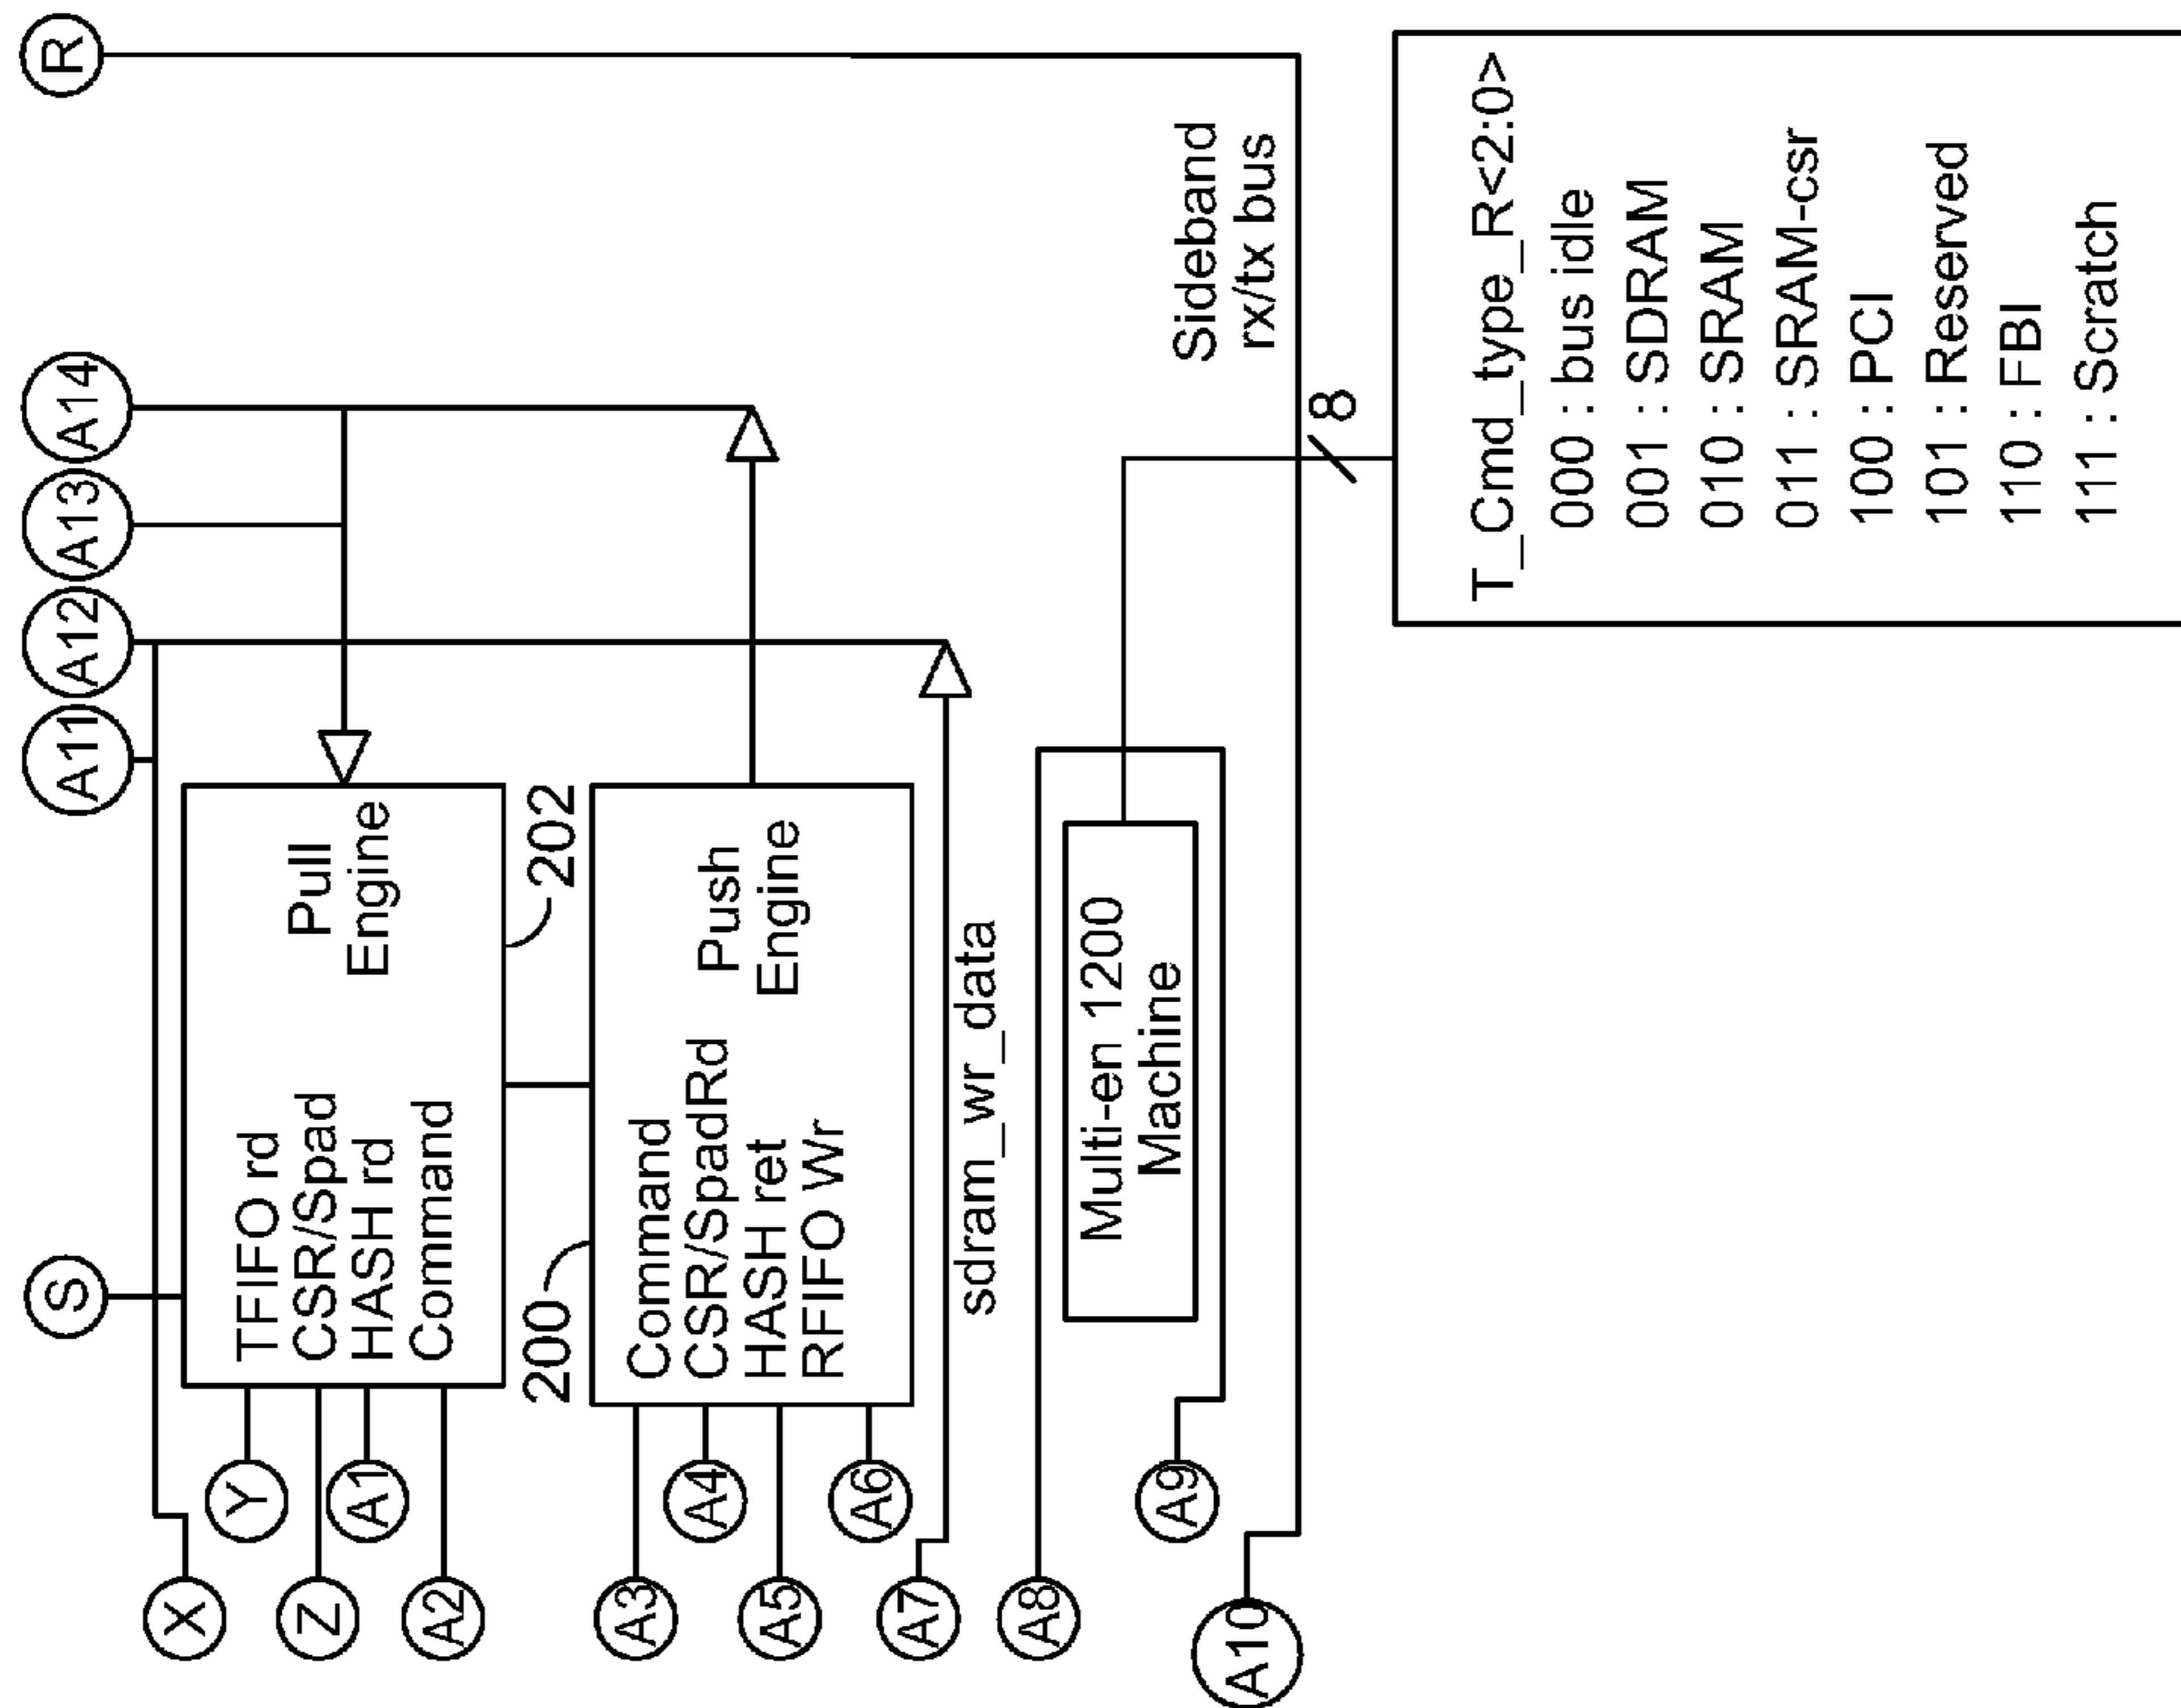 R
A14
A13
A12
A11
S
TFIFO rd
CSR/Spad
HASH rd
Command
Pull
Engine
202
200
Command
CSR/SpadRd
HASH ret
RFIFO Wr
Push
Engine
sdram_wr_data
Multi-en 1200
Machine
Sideband
rx/tx bus
8
T_Cmd_type_R<2:0>
000 : bus idle
001 : SDRAM
010 : SRAM
011 : SRAM-csr
100 : PCI
101 : Reserved
110 : FBI
111 : Scratch
X
Y
Z
A1
A2
A3
A4
A5
A6
A7
A8
A9
A10